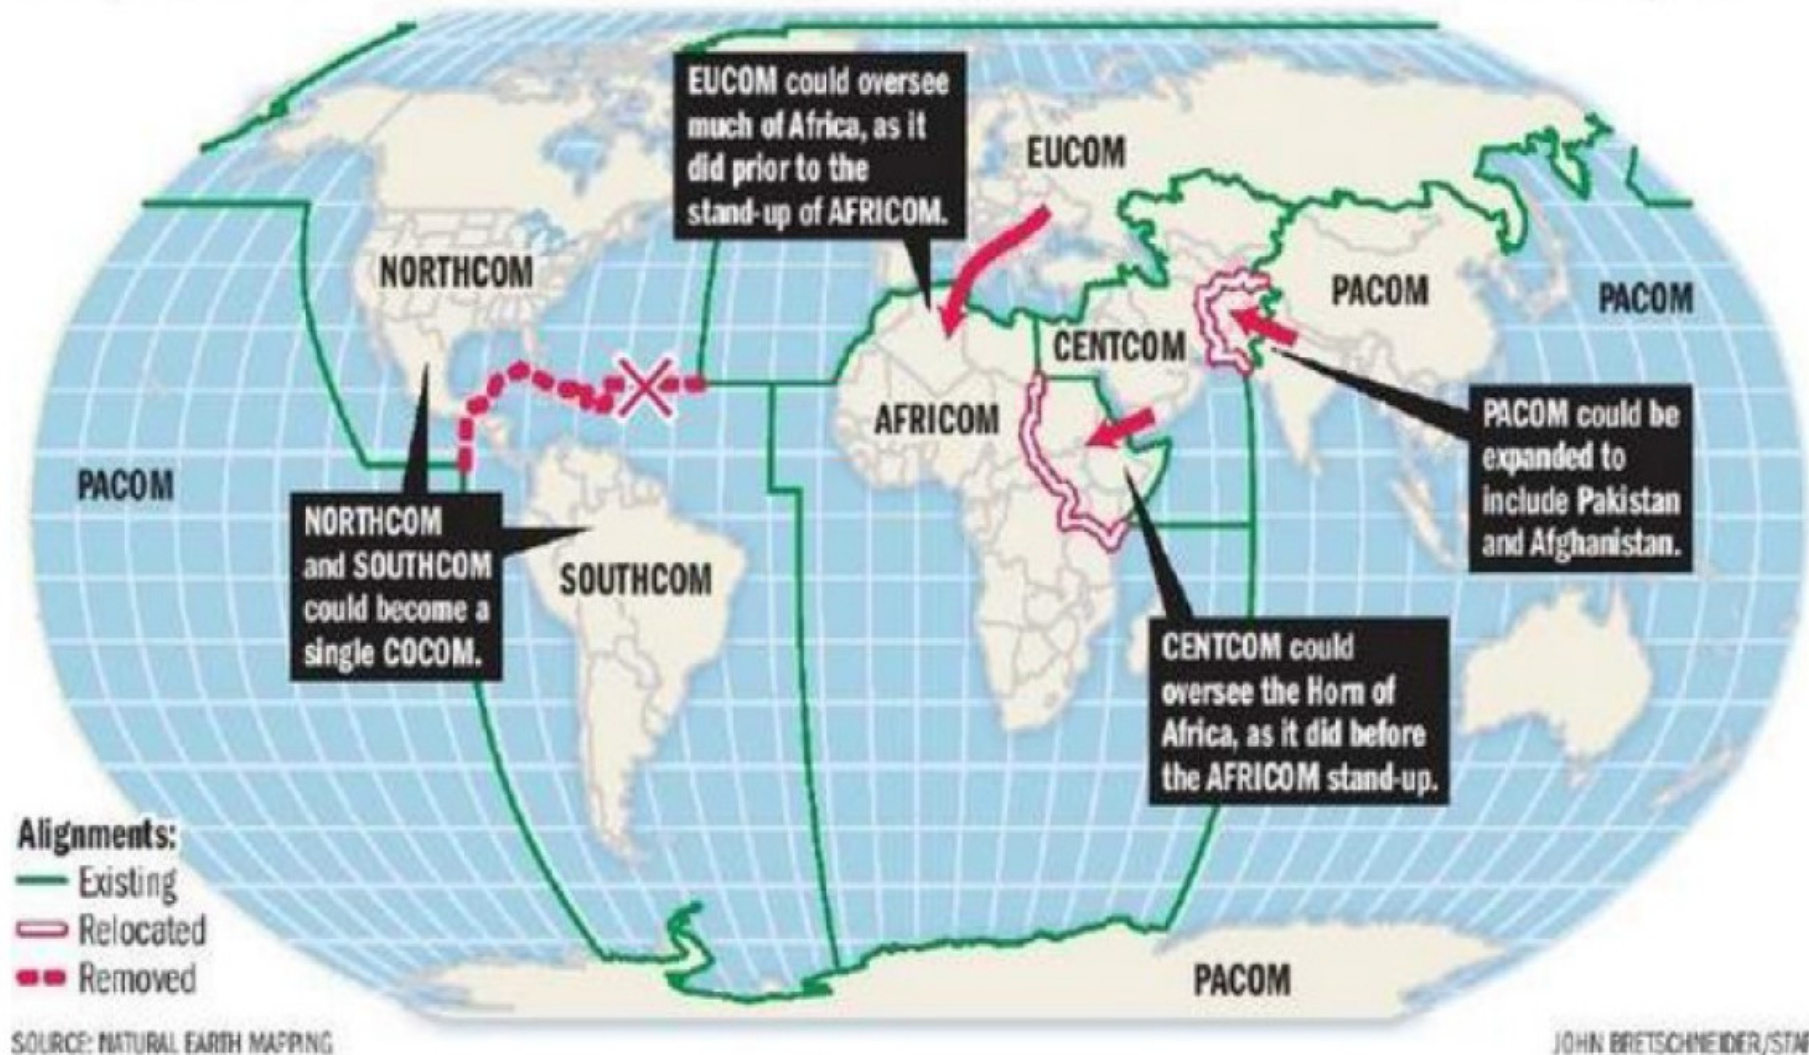 EUCOM could oversee
much of Africa, as it
did prior to the
stand-up of AFRICOM.
EUCOM
NORTHCOM
PACOM
PACOM
CENTCOM
AFRICOM
PACOM could be
expanded to
include Pakistan
and Afghanistan.
PACOM
NORTHCOM
and SOUTHCOM
could become a
single COCOM.
SOUTHCOM
CENTCOM could
oversee the Horn of
Africa, as it did before
the AFRICOM stand-up.
Alignments:
Existing
Relocated
Removed
PACOM
SOURCE: NATURAL EARTH MAPPING
JOHN BRETSCHNEIDER/STAF